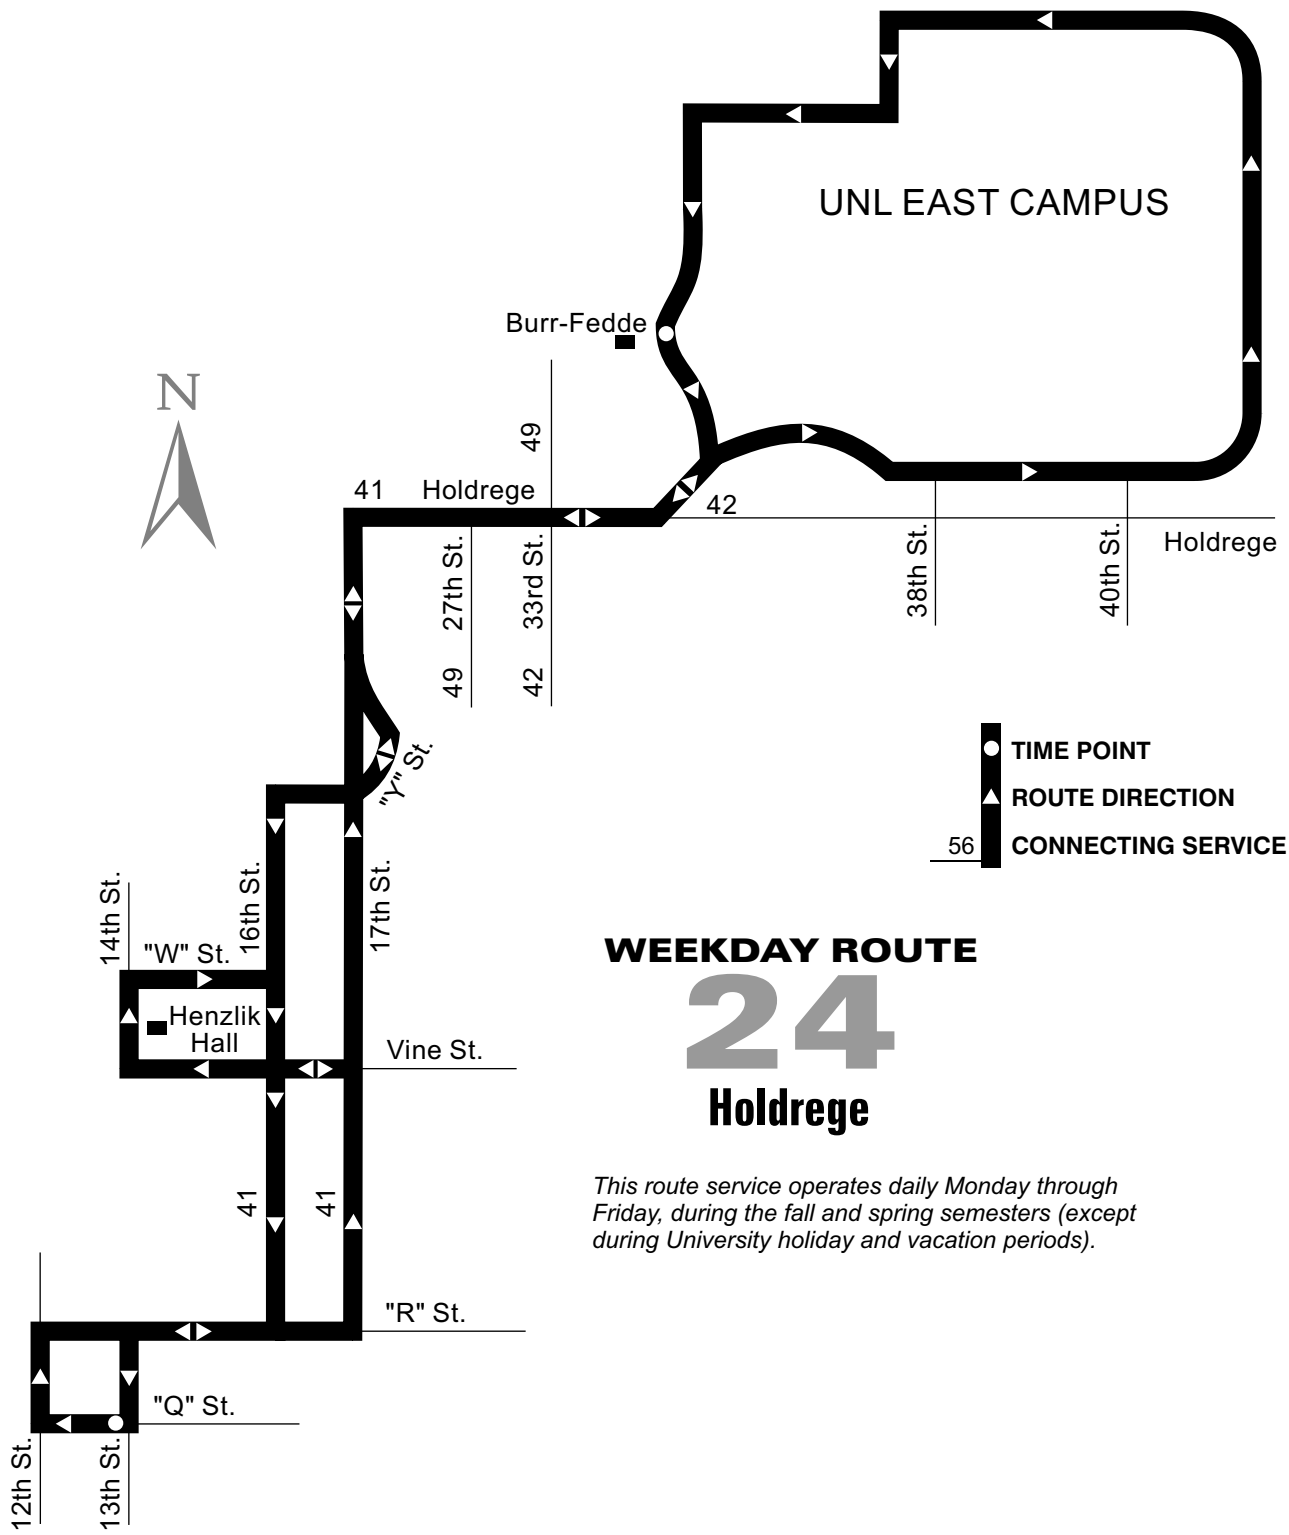 UNL EAST CAMPUS
Burr-Fedde
N
49
41
Holdrege
42
Holdrege
27th St.
33rd St.
38th St.
40th St.
49
42
"Y" St.
TIME POINT
ROUTE DIRECTION
56
CONNECTING SERVICE
14th St.
16th St.
17th St.
"W" St.
WEEKDAY ROUTE
24
Holdrege
Henzlik
Hall
Vine St.
41
41
This route service operates daily Monday through
Friday, during the fall and spring semesters (except
during University holiday and vacation periods).
"R" St.
"Q" St.
12th St.
13th St.